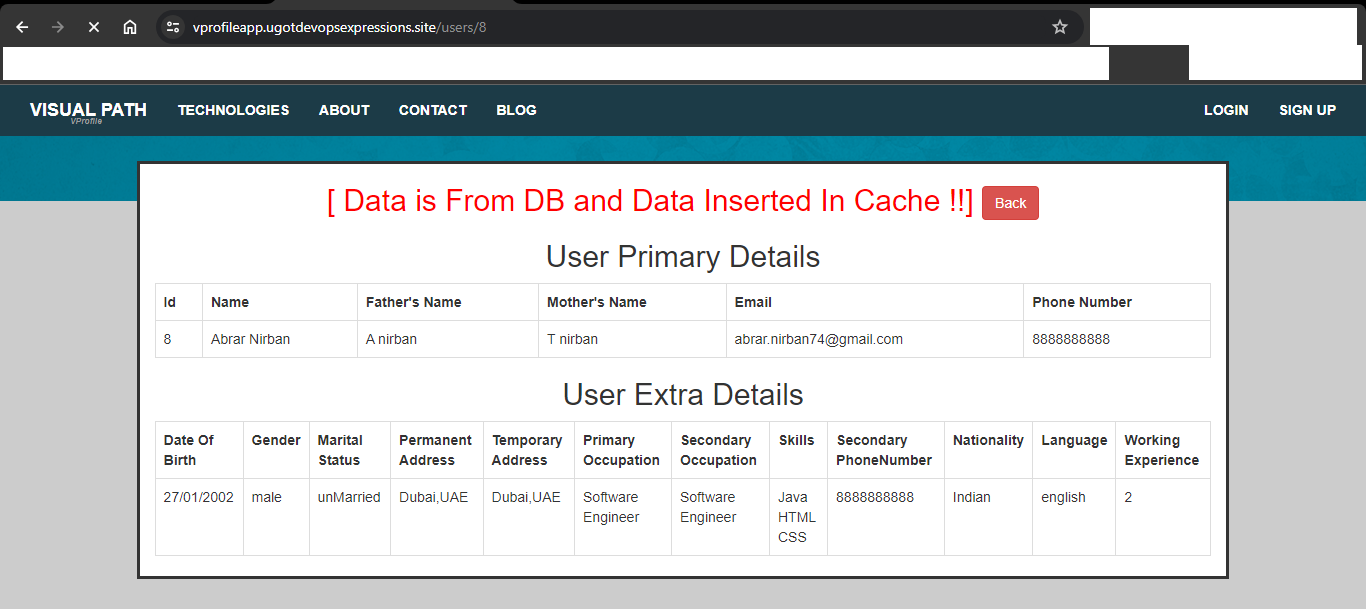 vprofileapp.ugotdevopsexpressions.site/users/8
VISUAL PATH TECHNOLOGIES ABOUT CONTACT BLOG LOGIN SIGN UP
VProfile
[ Data is From DB and Data Inserted In Cache !!] Back
User Primary Details
Id Name Father's Name Mother's Name Email Phone Number
8 Abrar Nirban A nirban T nirban abrar.nirban74@gmail.com 8888888888
User Extra Details
Date Of Gender Marital Permanent Temporary Primary Secondary Skills Secondary Nationality Language Working
Birth Status Address Address Occupation Occupation PhoneNumber Experience
27/01/2002 male unMarried Dubai,UAE Dubai,UAE Software Software Java 8888888888 Indian english 2
Engineer Engineer HTML
CSS